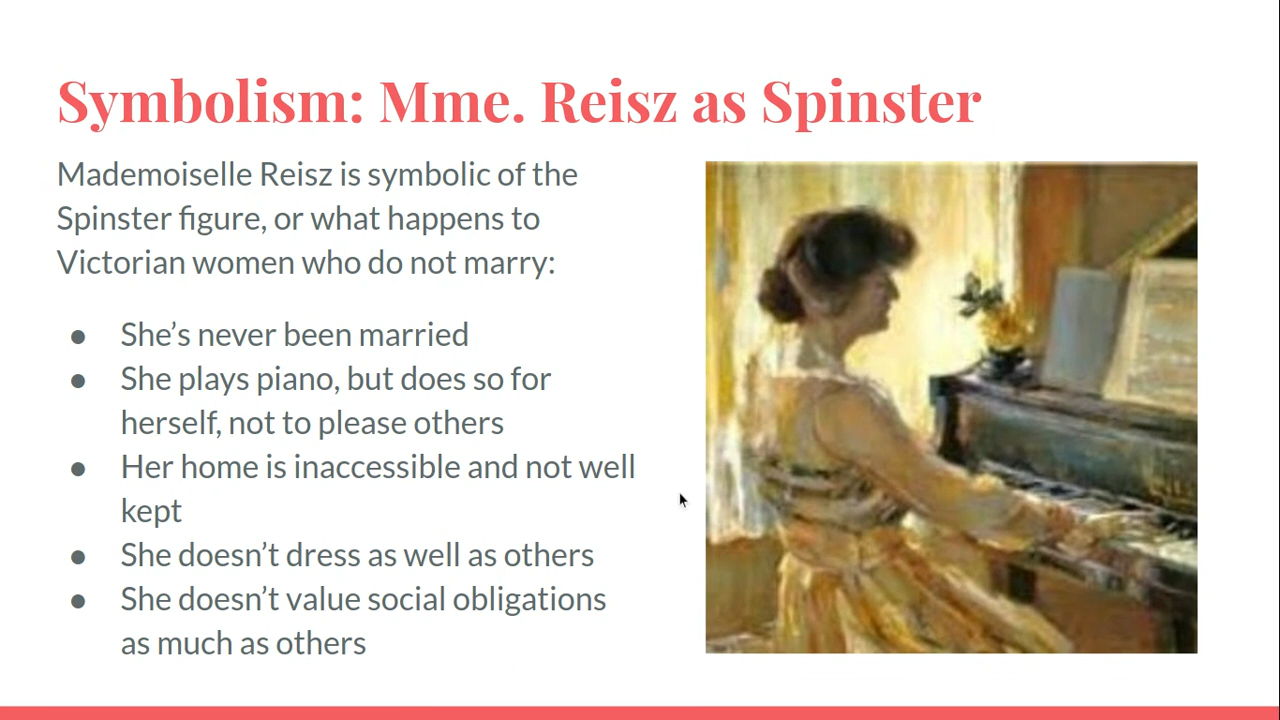 Symbolism: Mme. Reisz as Spinster
Mademoiselle Reisz is symbolic of the
Spinster figure, or what happens to
Victorian women who do not marry:
● She’s never been married
● She plays piano, but does so for
herself, not to please others
● Her home is inaccessible and not well
kept
● She doesn’t dress as well as others
● She doesn’t value social obligations
as much as others